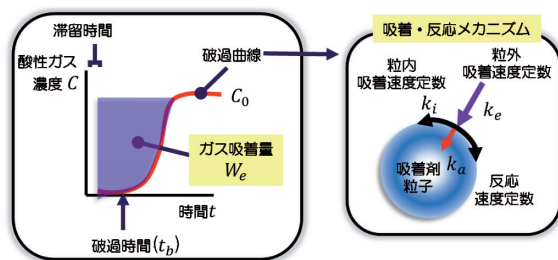 滞留時間
酸性ガス
濃度 C
破過曲線
C₀
ガス吸着量
Wₑ
時間t
破過時間(t_b)
吸着・反応メカニズム
粒内
吸着速度定数
粒外
吸着速度定数
kᵢ
kₑ
kₐ
吸着剤
粒子
反応
速度定数